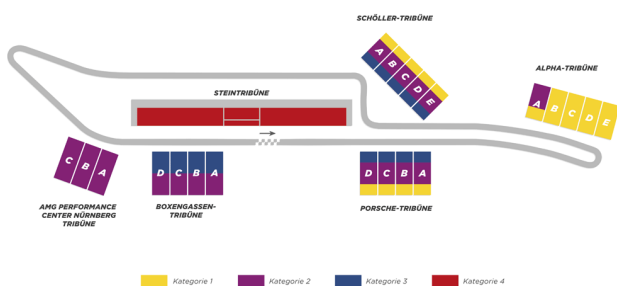 SCHÖLLER-TRIBÜNE
A
B
C
D
E
ALPHA-TRIBÜNE
A
B
C
D
E
STEINTRIBÜNE
C
B
A
AMG PERFORMANCE
CENTER NÜRNBERG
TRIBÜNE
D
C
B
A
BOXENGASSEN-
TRIBÜNE
D
C
B
A
PORSCHE-TRIBÜNE
Kategorie 1
Kategorie 2
Kategorie 3
Kategorie 4